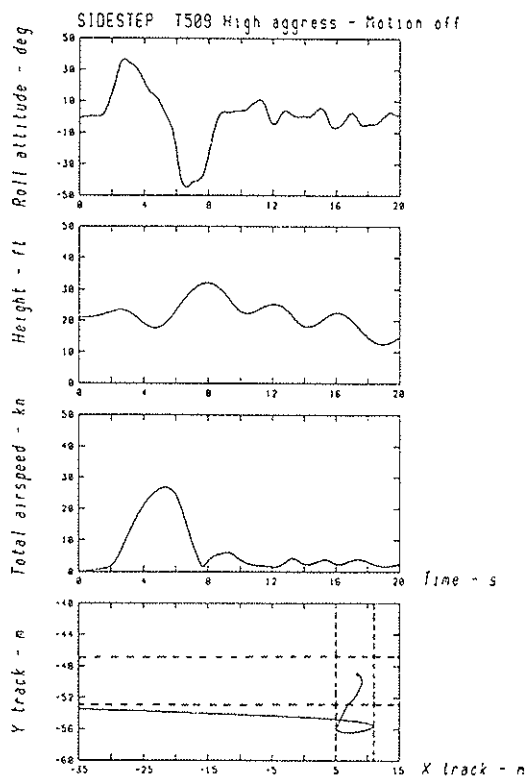 SIDESTEP T509 High aggress - Motion off
Roll attitude - deg
50
30
10
-10
-30
-50
0 4 8 12 16 20
Height - ft
50
40
30
20
10
0
0 4 8 12 16 20
Total airspeed - kn
50
40
30
20
10
0
0 4 8 12 16 20
Time - s
Y track - m
-40
-44
-48
-52
-56
-60
-35 -25 -15 -5 5 15
X track - m